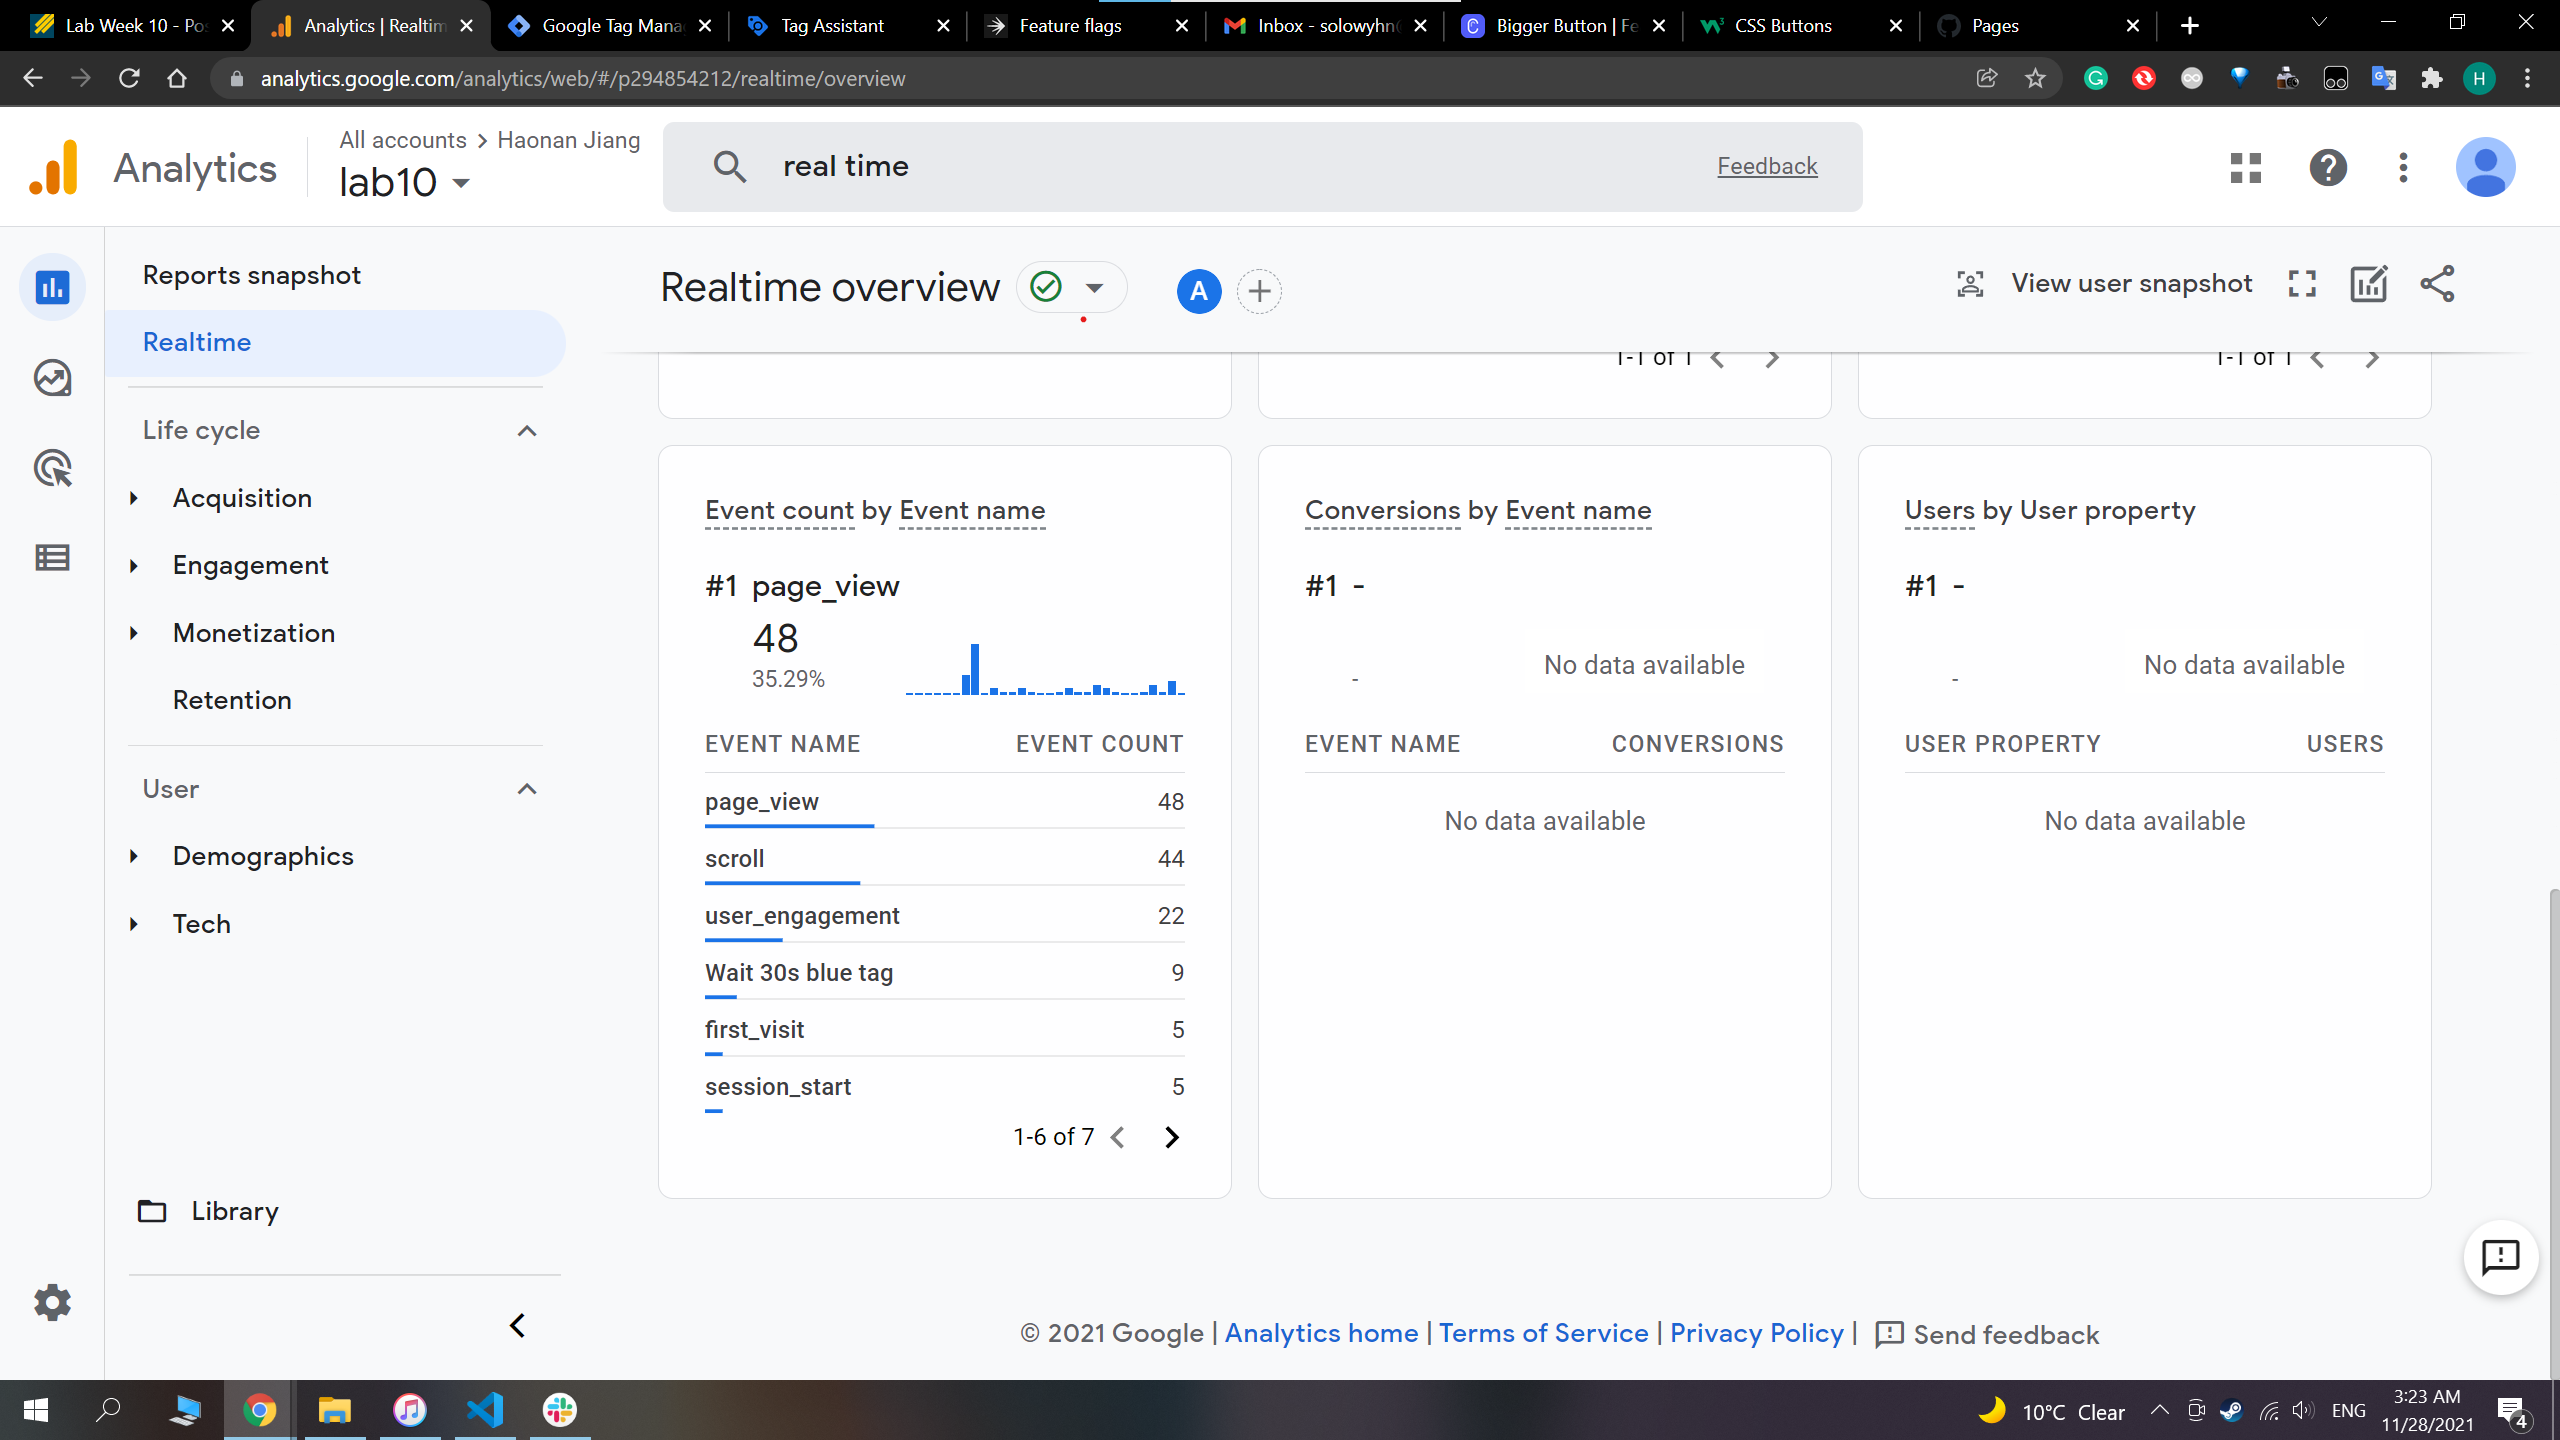 Lab Week 10 - Po
Analytics | Realtim
Google Tag Mana
Tag Assistant
Feature flags
Inbox - solowyhn
Bigger Button | Fe
CSS Buttons
Pages
analytics.google.com/analytics/web/#/p294854212/realtime/overview
H
Analytics
All accounts > Haonan Jiang
lab10
real time
Feedback
Reports snapshot
Realtime
Life cycle
Acquisition
Engagement
Monetization
Retention
User
Demographics
Tech
Library
Realtime overview
A
View user snapshot
1-1 of 1
1-1 of 1
Event count by Event name
#1 page_view
48
35.29%
EVENT NAME EVENT COUNT
page_view 48
scroll 44
user_engagement 22
Wait 30s blue tag 9
first_visit 5
session_start 5
1-6 of 7
Conversions by Event name
#1 -
-
No data available
EVENT NAME CONVERSIONS
No data available
Users by User property
#1 -
-
No data available
USER PROPERTY USERS
No data available
© 2021 Google | Analytics home | Terms of Service | Privacy Policy | Send feedback
10°C Clear
ENG
3:23 AM
11/28/2021
4